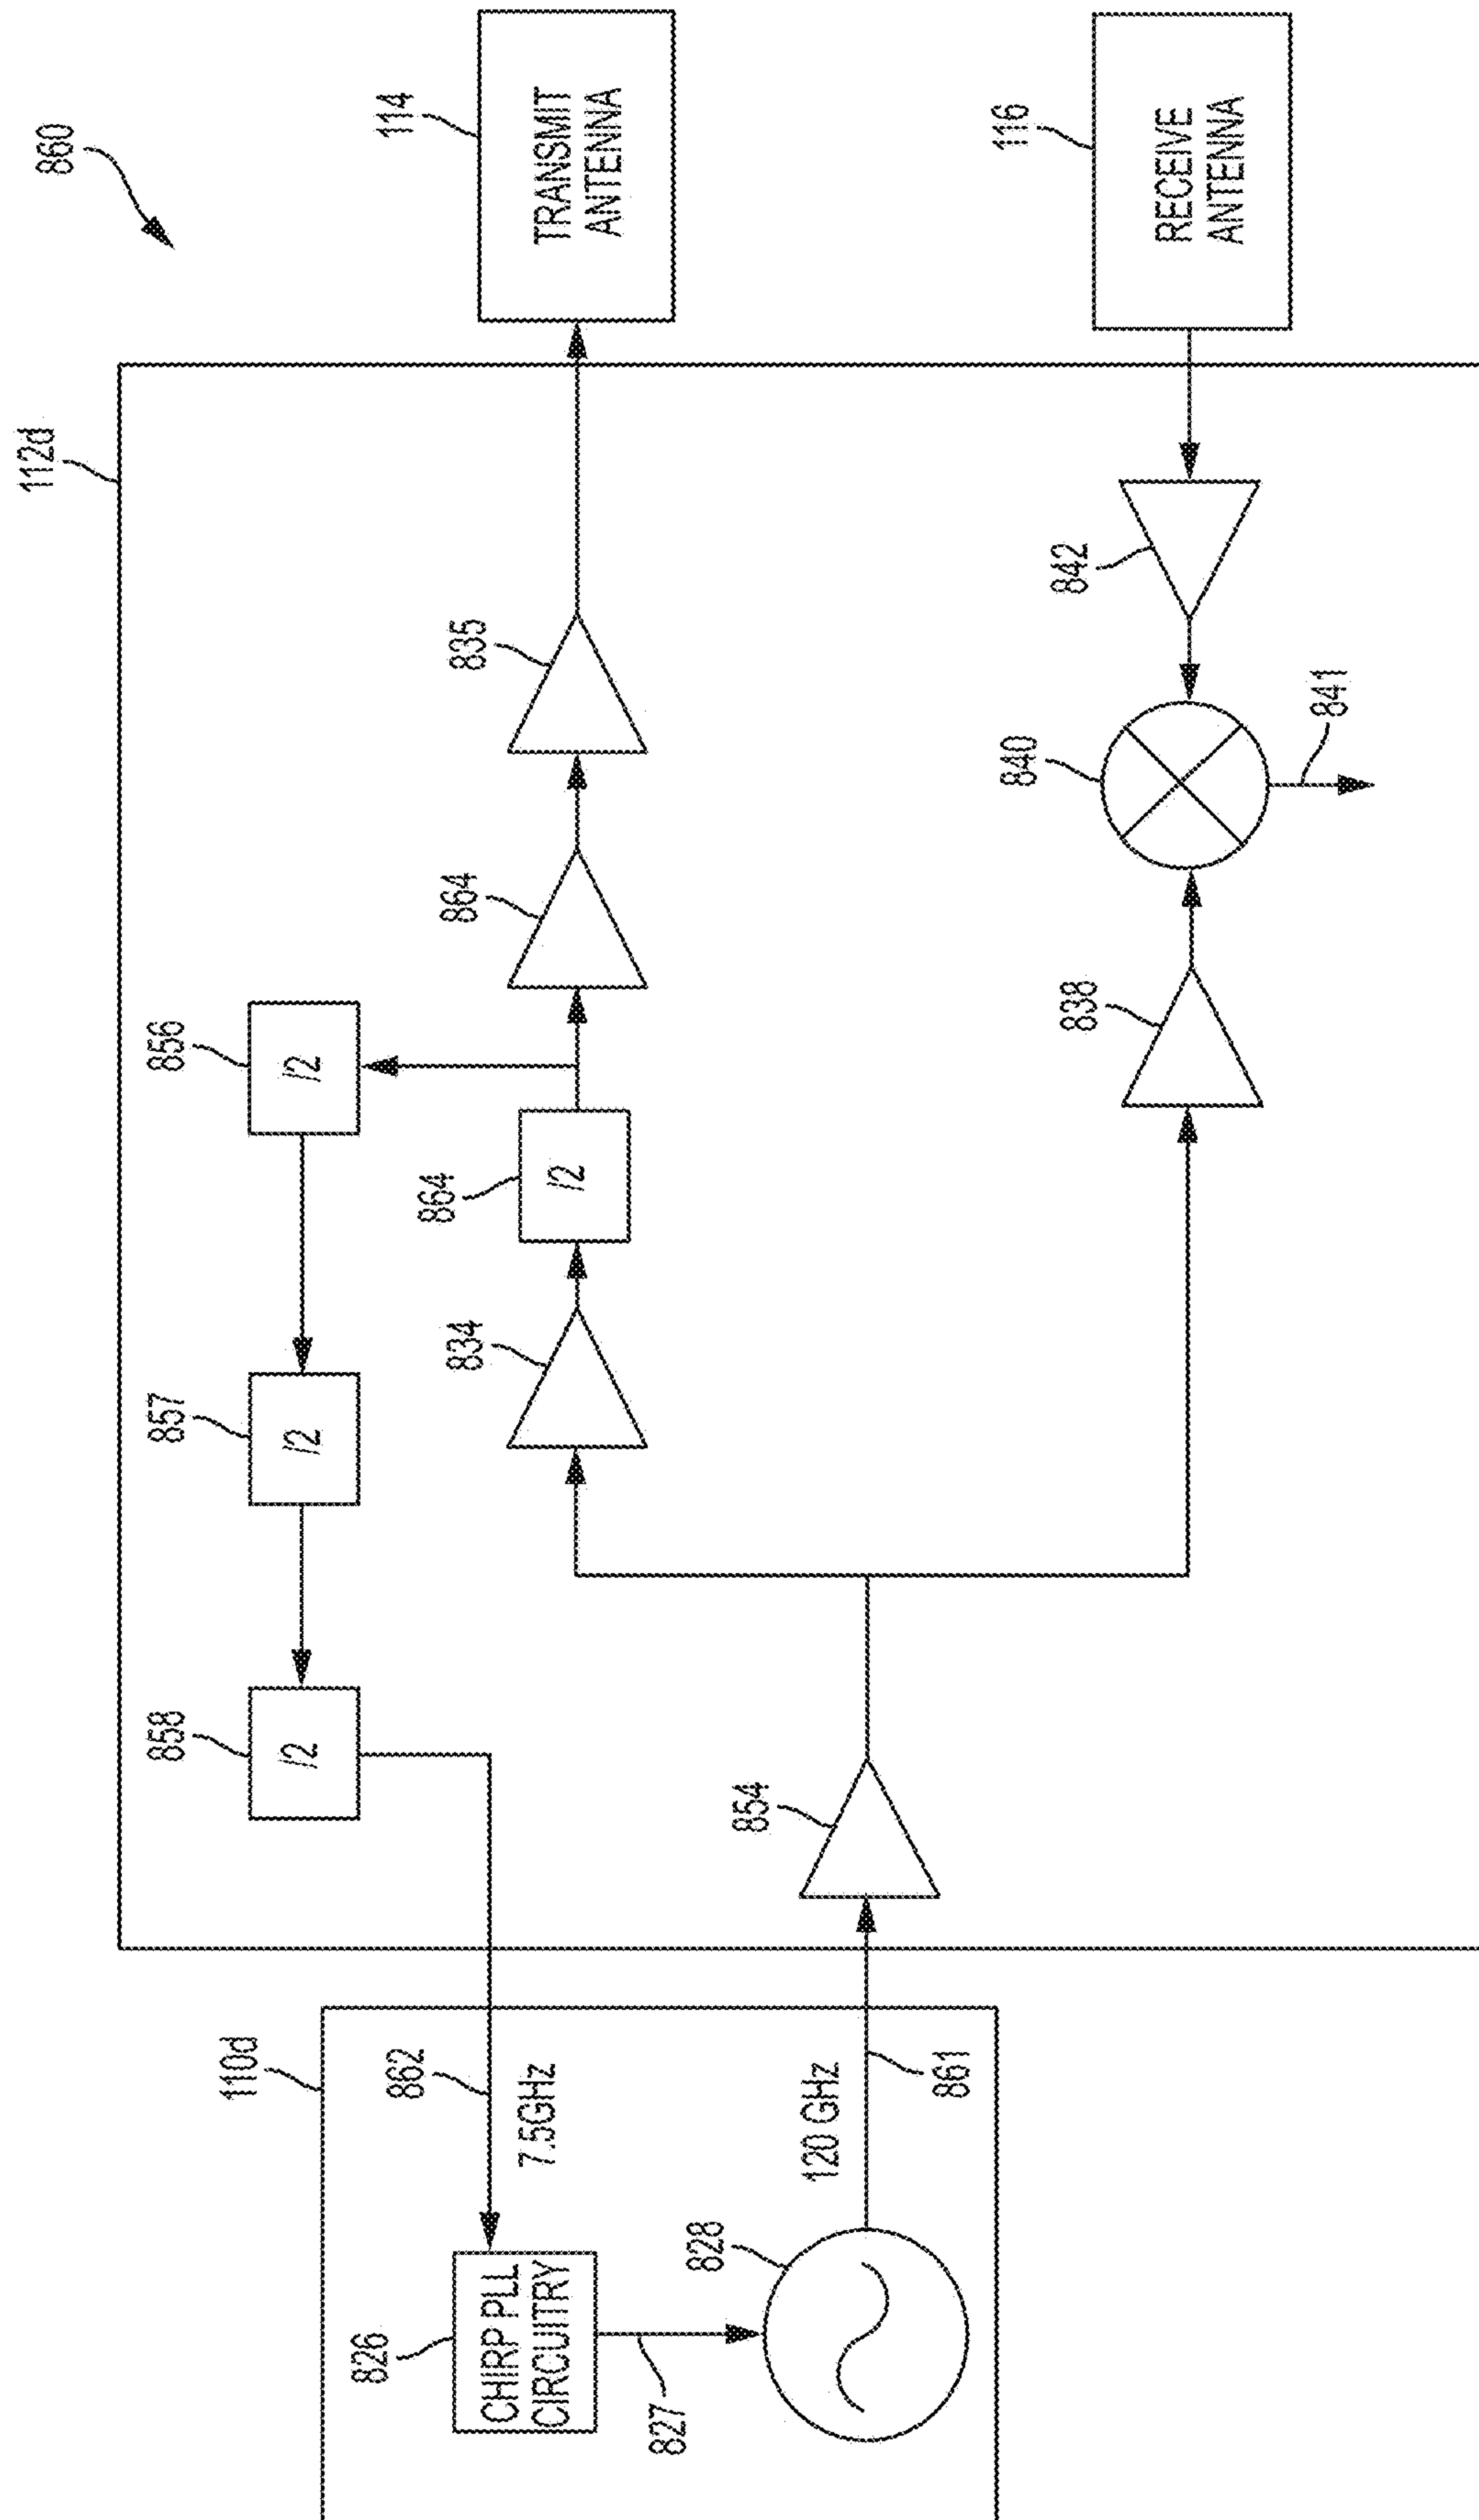 860
112d
114
TRANSMIT
ANTENNA
116
RECEIVE
ANTENNA
858
/2
857
/2
856
/2
834
864
/2
864
835
110d
862
7.5GHz
826
CHIRP PLL
CIRCUITRY
827
828
120 GHz
861
854
838
840
841
842